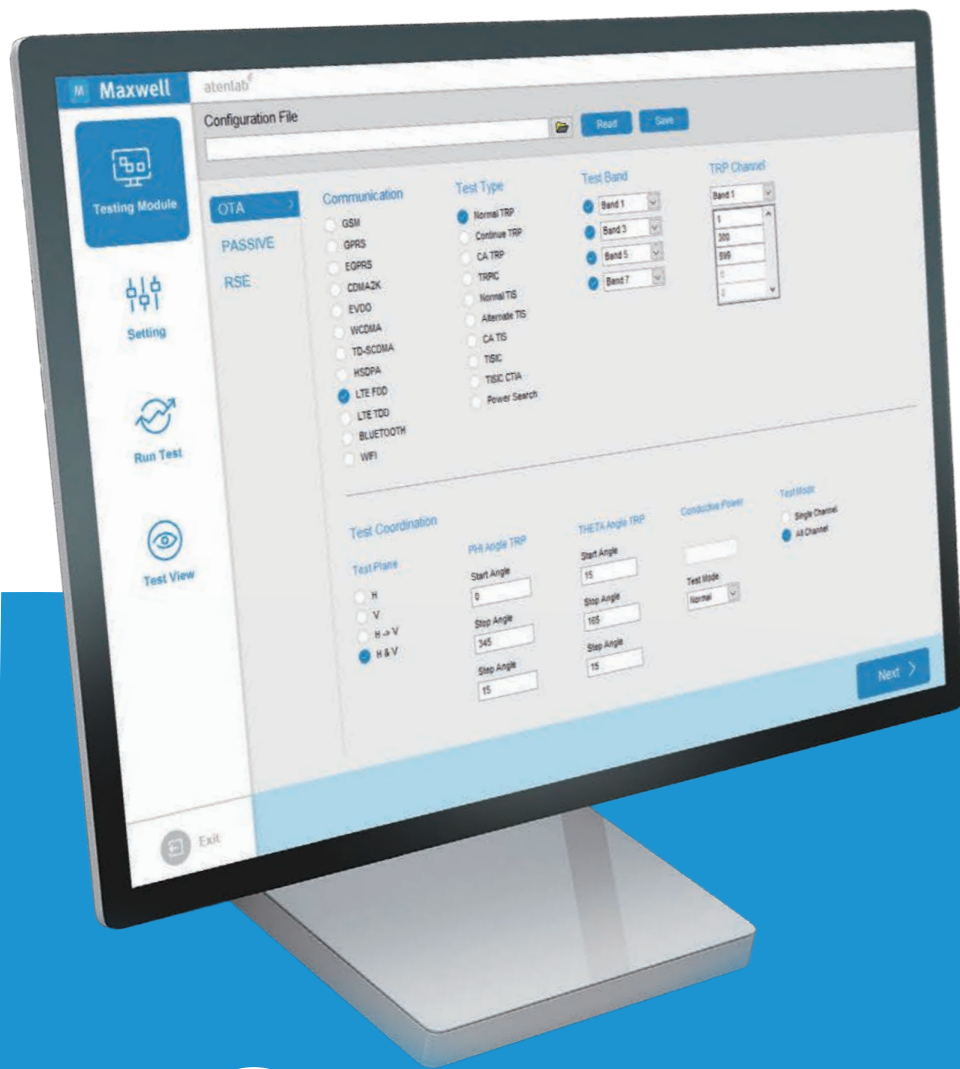 M Maxwell
atenlab
Configuration File
Read
Save
Testing Module
Setting
Run Test
Test View
Exit
OTA
PASSIVE
RSE
Communication
GSM
GPRS
EGPRS
CDMA2K
EVDO
WCDMA
TD-SCDMA
HSDPA
LTE FDD
LTE TDD
BLUETOOTH
WIFI
Test Type
Normal TRP
Continue TRP
CA TRP
TRPIC
Normal TIS
Alternate TIS
CA TIS
TISIC
TISIC CTIA
Power Search
Test Band
Band 1
Band 3
Band 5
Band 7
TRP Channel
Band 1
1
300
599
Test Coordination
Test Plane
H
V
H -> V
H & V
PHI Angle TRP
Start Angle
0
Stop Angle
345
Step Angle
15
THETA Angle TRP
Start Angle
15
Stop Angle
165
Step Angle
15
Conductive Power
Test Mode
Normal
Test Mode
Single Channel
All Channel
Next